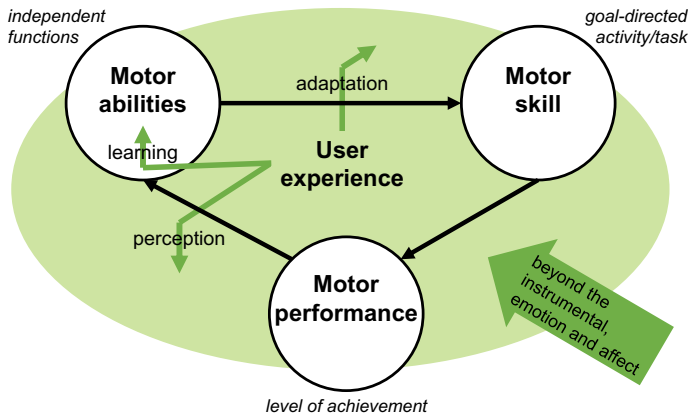 independent
functions
goal-directed
activity/task
Motor
abilities
adaptation
Motor
skill
learning
User
experience
perception
Motor
performance
beyond the
instrumental,
emotion and affect
level of achievement